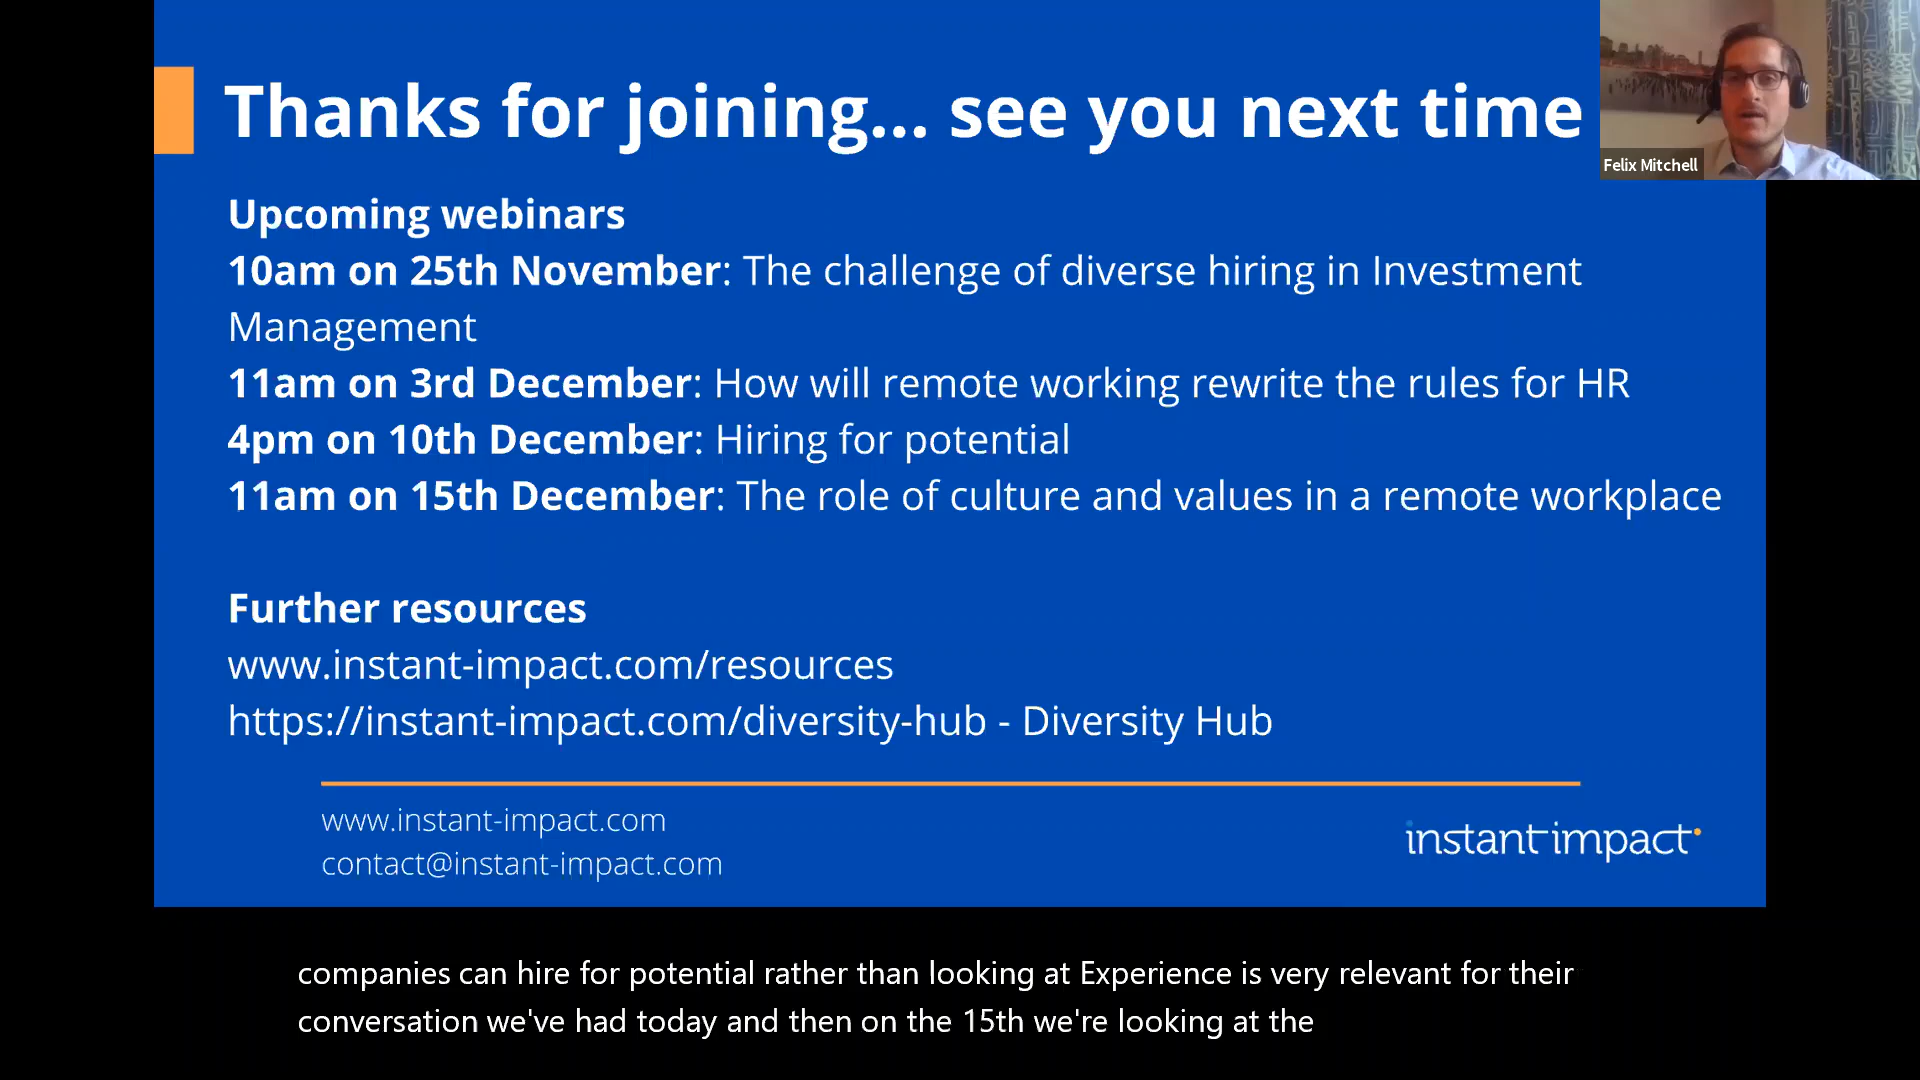 Thanks for joining... see you next time
Felix Mitchell
Upcoming webinars
10am on 25th November: The challenge of diverse hiring in Investment
Management
11am on 3rd December: How will remote working rewrite the rules for HR
4pm on 10th December: Hiring for potential
11am on 15th December: The role of culture and values in a remote workplace
Further resources
www.instant-impact.com/resources
https://instant-impact.com/diversity-hub - Diversity Hub
www.instant-impact.com
contact@instant-impact.com
instant impact
companies can hire for potential rather than looking at Experience is very relevant for their
conversation we've had today and then on the 15th we're looking at the